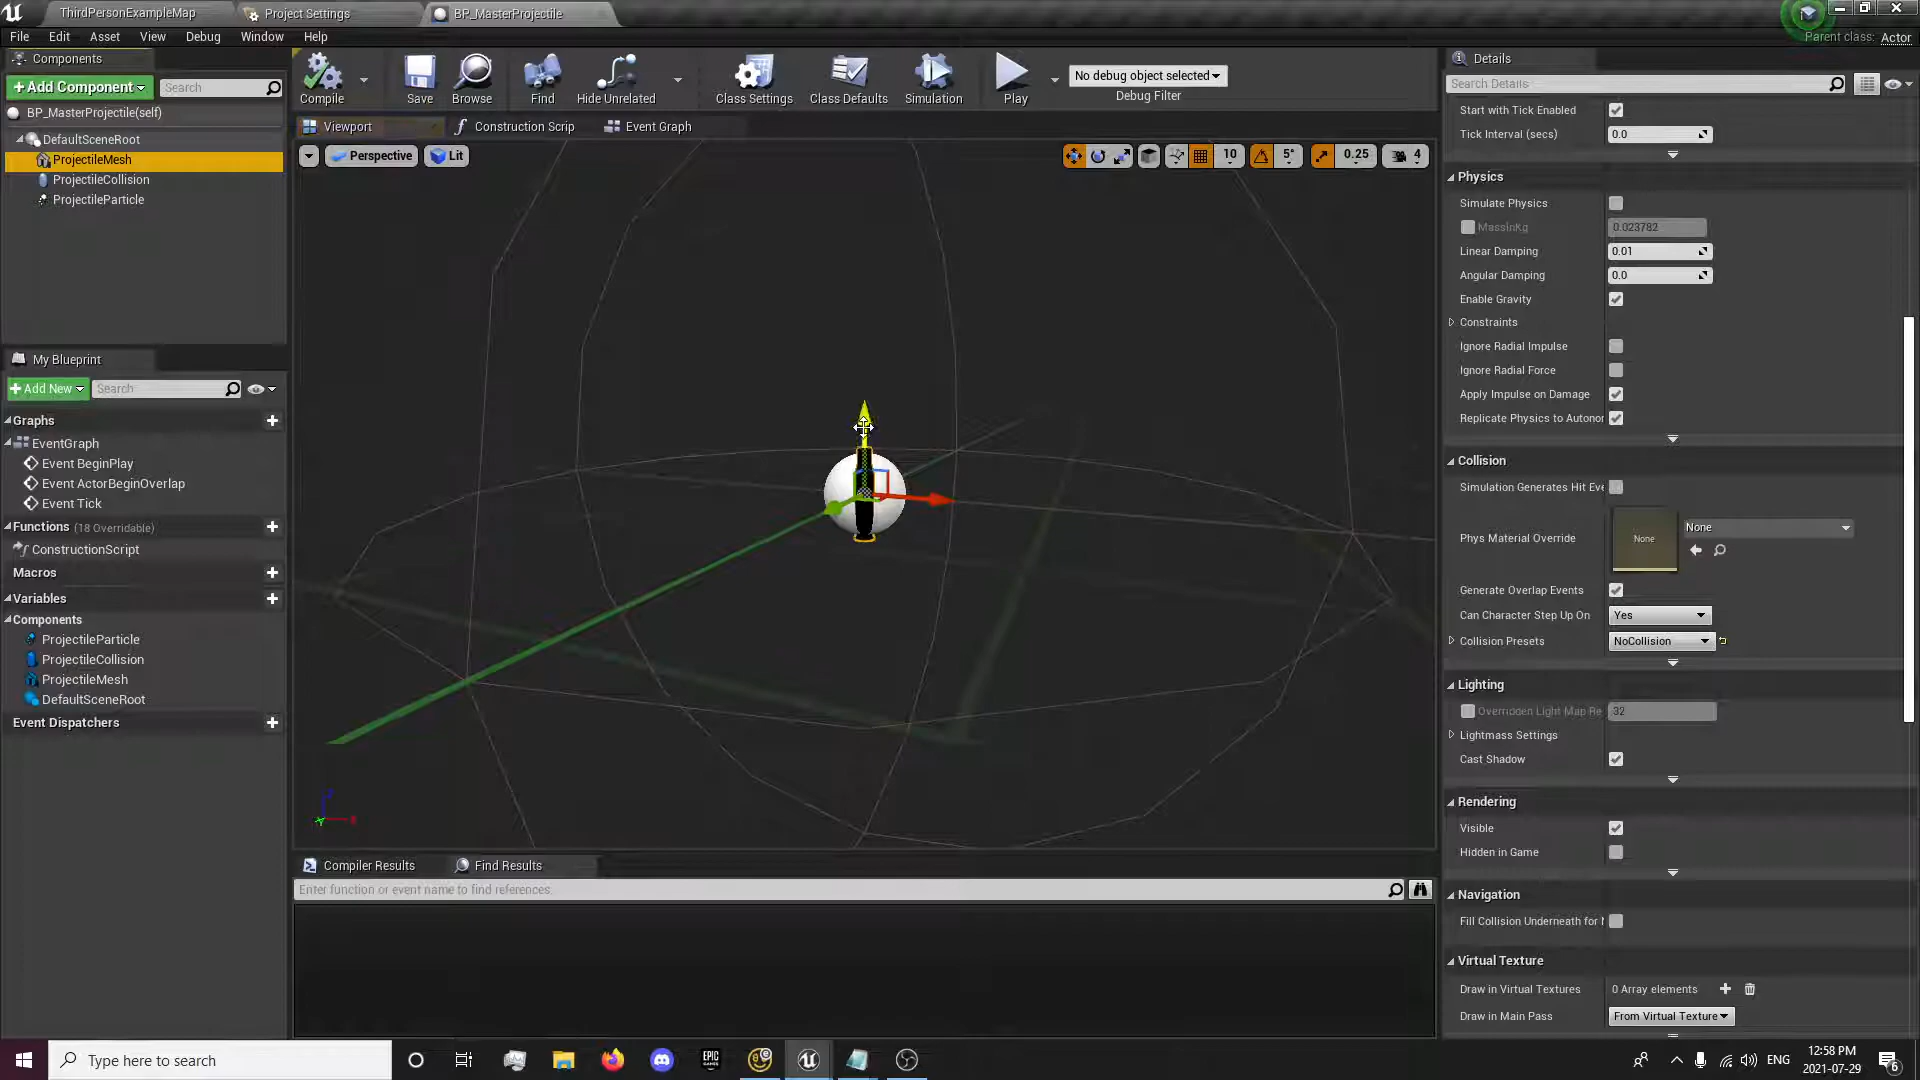 ThirdPersonExampleMap
Project Settings
BP_MasterProjectile
File Edit Asset View Debug Window Help
Parent class: Actor
Components
+ Add Component
Search
BP_MasterProjectile(self)
DefaultSceneRoot
ProjectileMesh
ProjectileCollision
ProjectileParticle
Compile
Save
Browse
Find
Hide Unrelated
Class Settings
Class Defaults
Simulation
Play
No debug object selected
Debug Filter
Viewport
Construction Scrip
Event Graph
Perspective
Lit
10
5°
0.25
4
My Blueprint
+ Add New
Search
Graphs
EventGraph
Event BeginPlay
Event ActorBeginOverlap
Event Tick
Functions (18 Overridable)
ConstructionScript
Macros
Variables
Components
ProjectileParticle
ProjectileCollision
ProjectileMesh
DefaultSceneRoot
Event Dispatchers
Compiler Results
Find Results
Enter function or event name to find references.
Details
Search Details
Start with Tick Enabled
Tick Interval (secs) 0.0
Physics
Simulate Physics
MassInKg 0.023782
Linear Damping 0.01
Angular Damping 0.0
Enable Gravity
Constraints
Ignore Radial Impulse
Ignore Radial Force
Apply Impulse on Damage
Replicate Physics to Autonor
Collision
Simulation Generates Hit Eve
Phys Material Override None None
Generate Overlap Events
Can Character Step Up On Yes
Collision Presets NoCollision
Lighting
Overriden Light Map Re 32
Lightmass Settings
Cast Shadow
Rendering
Visible
Hidden in Game
Navigation
Fill Collision Underneath for
Virtual Texture
Draw in Virtual Textures 0 Array elements
Draw in Main Pass From Virtual Texture
Type here to search
EPIC GAMES
ENG
12:58 PM
2021-07-29
6